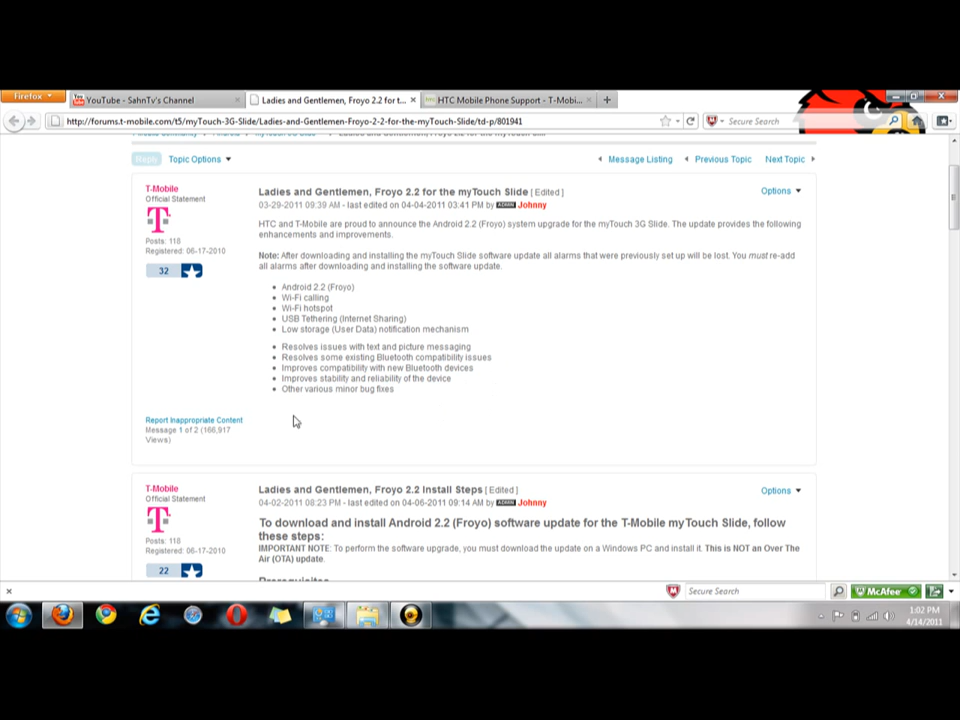 Firefox
YouTube - SahnTv's Channel
Ladies and Gentlemen, Froyo 2.2 for t...
HTC Mobile Phone Support - T-Mobi...
http://forums.t-mobile.com/t5/myTouch-3G-Slide/Ladies-and-Gentlemen-Froyo-2-2-for-the-myTouch-Slide/td-p/801941
Secure Search
Reply
Topic Options
Message Listing
Previous Topic
Next Topic
T-Mobile
Official Statement
Posts: 118
Registered: 06-17-2010
32
Ladies and Gentlemen, Froyo 2.2 for the myTouch Slide [ Edited ]
Options
03-29-2011 09:39 AM - last edited on 04-04-2011 03:41 PM by ADMIN Johnny
HTC and T-Mobile are proud to announce the Android 2.2 (Froyo) system upgrade for the myTouch 3G Slide. The update provides the following
enhancements and improvements.
Note: After downloading and installing the myTouch Slide software update all alarms that were previously set up will be lost. You must re-add
all alarms after downloading and installing the software update.
• Android 2.2 (Froyo)
• Wi-Fi calling
• Wi-Fi hotspot
• USB Tethering (Internet Sharing)
• Low storage (User Data) notification mechanism
• Resolves issues with text and picture messaging
• Resolves some existing Bluetooth compatibility issues
• Improves compatibility with new Bluetooth devices
• Improves stability and reliability of the device
• Other various minor bug fixes
Report Inappropriate Content
Message 1 of 2 (166,917
Views)
T-Mobile
Official Statement
Posts: 118
Registered: 06-17-2010
22
Ladies and Gentlemen, Froyo 2.2 Install Steps [ Edited ]
Options
04-02-2011 08:23 PM - last edited on 04-06-2011 09:14 AM by ADMIN Johnny
To download and install Android 2.2 (Froyo) software update for the T-Mobile myTouch Slide, follow
these steps:
IMPORTANT NOTE: To perform the software upgrade, you must download the update on a Windows PC and install it. This is NOT an Over The
Air (OTA) update.
Prerequisites
x
Secure Search
McAfee
1:02 PM
4/14/2011